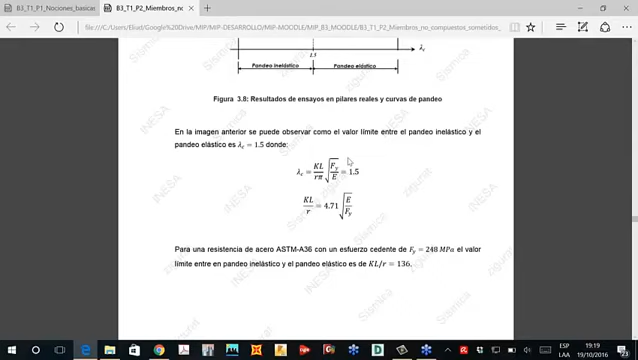 B3_T1_P1_Nociones_basicas
B3_T1_P2_Miembros_no
file:///C:/Users/Eliud/Google%20Drive/MIP/MIP-DESARROLLO/MIP-MOODLE/MIP_B3_MOODLE/B3_T1_P2_Miembros_no_compuestos_sometidos_
λc
1.5
Pandeo inelástico
Pandeo elástico
Figura 3.8: Resultados de ensayos en pilares reales y curvas de pandeo
En la imagen anterior se puede observar como el valor límite entre el pandeo inelástico y el
pandeo elástico es λc = 1.5 donde:
λc = KL/rπ √Fy/E = 1.5
KL/r = 4.71 √E/Fy
Para una resistencia de acero ASTM-A36 con un esfuerzo cedente de Fy = 248 MPa el valor
límite entre en pandeo inelástico y el pandeo elástico es de KL/r = 136.
INESA
zigurat
Sismica
ESP
LAA
19:19
19/10/2016